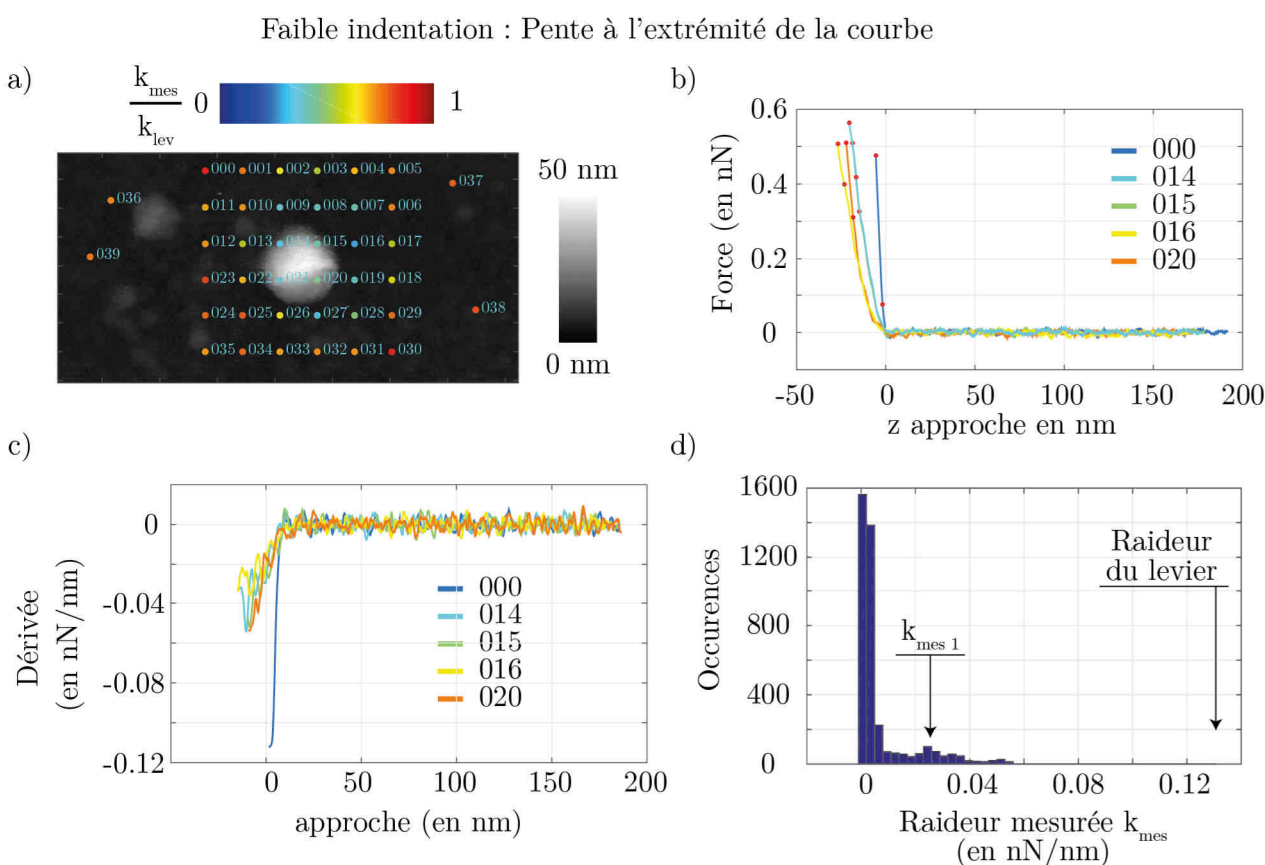 Faible indentation : Pente à l'extrémité de la courbe
a)
k_mes
k_lev
0
1
000 001 002 003 004 005
011 010 009 008 007 006
012 013 014 015 016 017
023 022 024 020 019 018
024 025 026 027 028 029
035 034 033 032 031 030
036
037
038
039
50 nm
0 nm
b)
Force (en nN)
0.6
0.4
0.2
0
-50 0 50 100 150 200
z approche en nm
000
014
015
016
020
c)
Dérivée
(en nN/nm)
0
-0.04
-0.08
-0.12
0 50 100 150 200
approche (en nm)
000
014
015
016
020
d)
Occurences
1600
1200
800
400
0
0 0.04 0.08 0.12
k_mes 1
Raideur
du levier
Raideur mesurée k_mes
(en nN/nm)